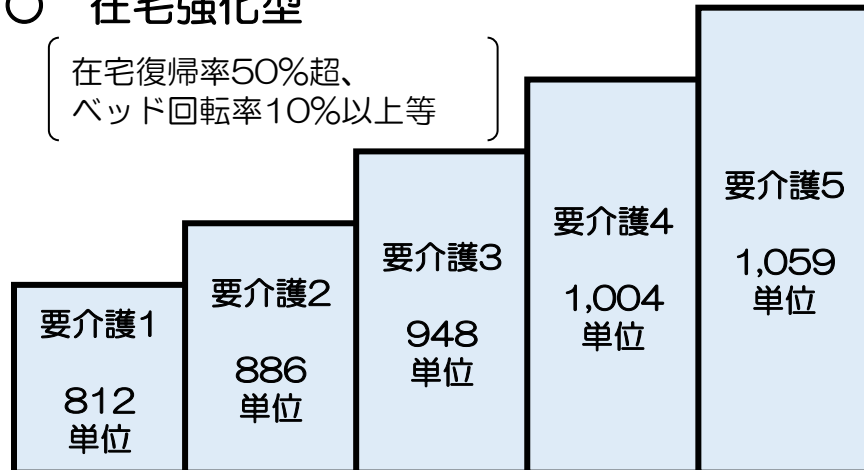 ○ 在宅強化型
在宅復帰率50%超、
ベッド回転率10%以上等
要介護1
812
単位
要介護2
886
単位
要介護3
948
単位
要介護4
1,004
単位
要介護5
1,059
単位